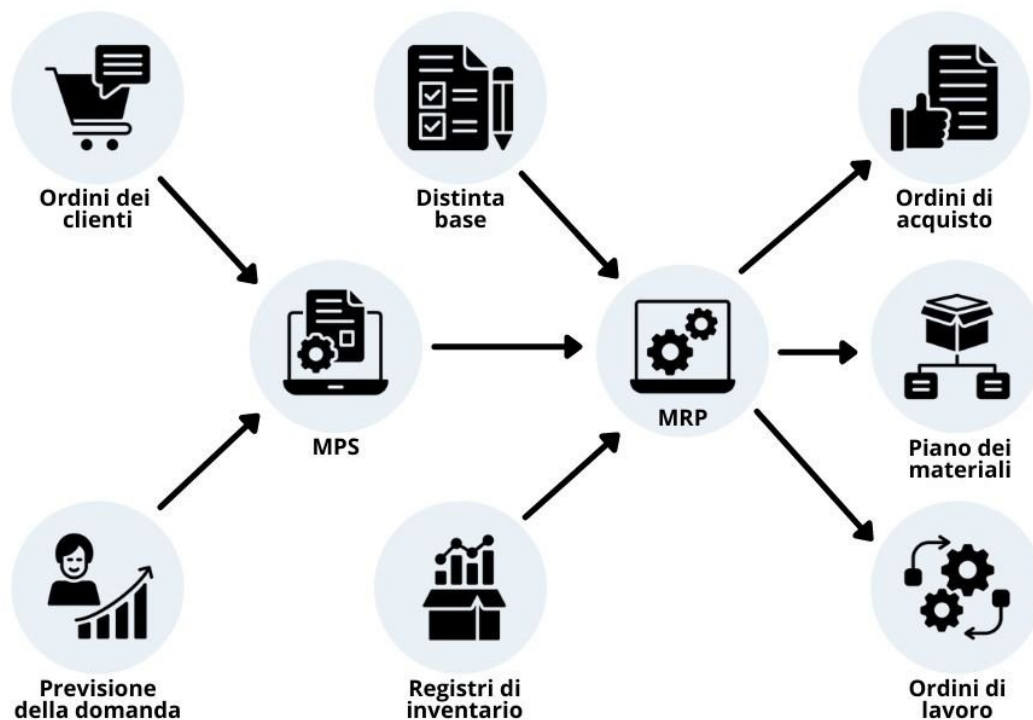 Ordini dei
clienti
Distinta
base
Ordini di
acquisto
MPS
MRP
Piano dei
materiali
Previsione
della domanda
Registri di
inventario
Ordini di
lavoro